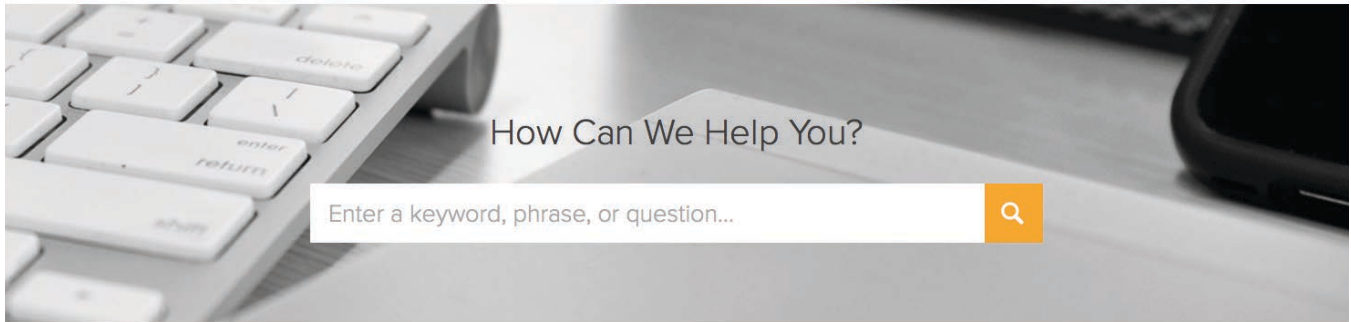 delete
enter
return
shift
How Can We Help You?
Enter a keyword, phrase, or question...